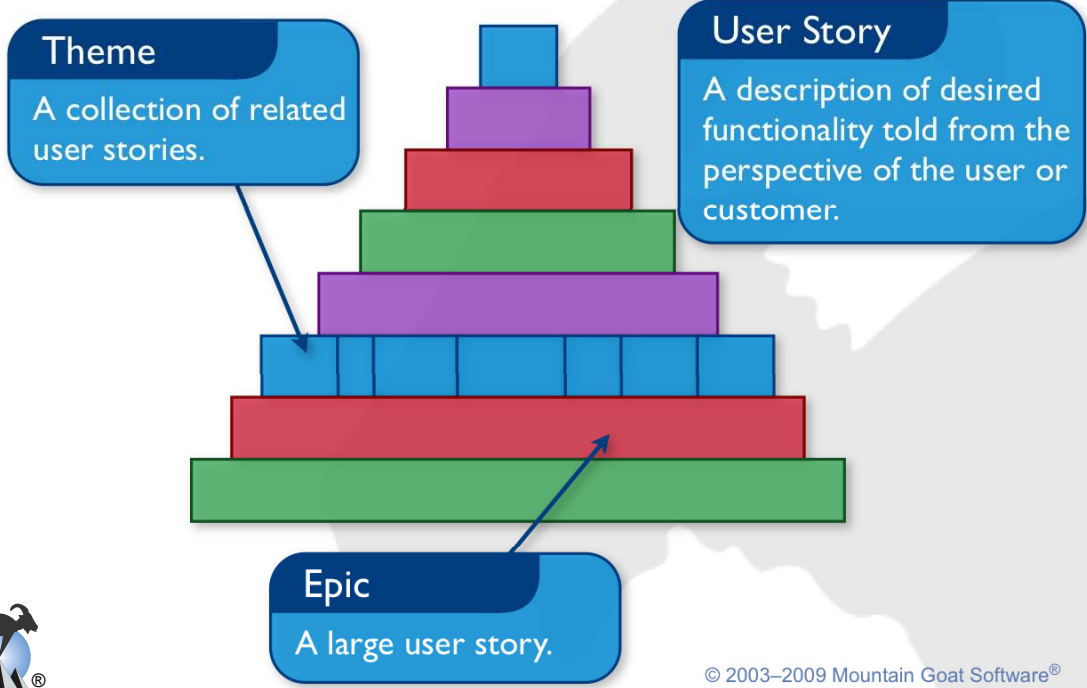 Theme
A collection of related
user stories.
User Story
A description of desired
functionality told from the
perspective of the user or
customer.
Epic
A large user story.
®
© 2003–2009 Mountain Goat Software®